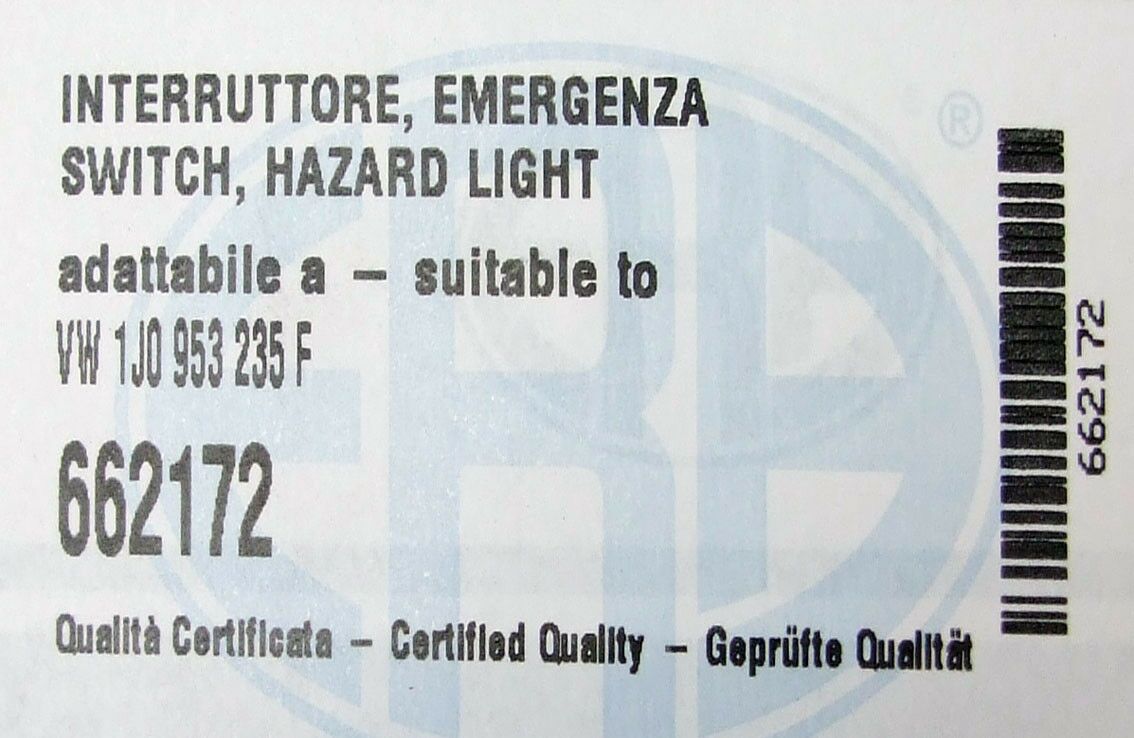 INTERRUTTORE, EMERGENZA
SWITCH, HAZARD LIGHT
adattabile a – suitable to
VW 1J0 953 235 F
662172
Qualità Certificata – Certified Quality – Geprüfte Qualität
662172
ERA
®